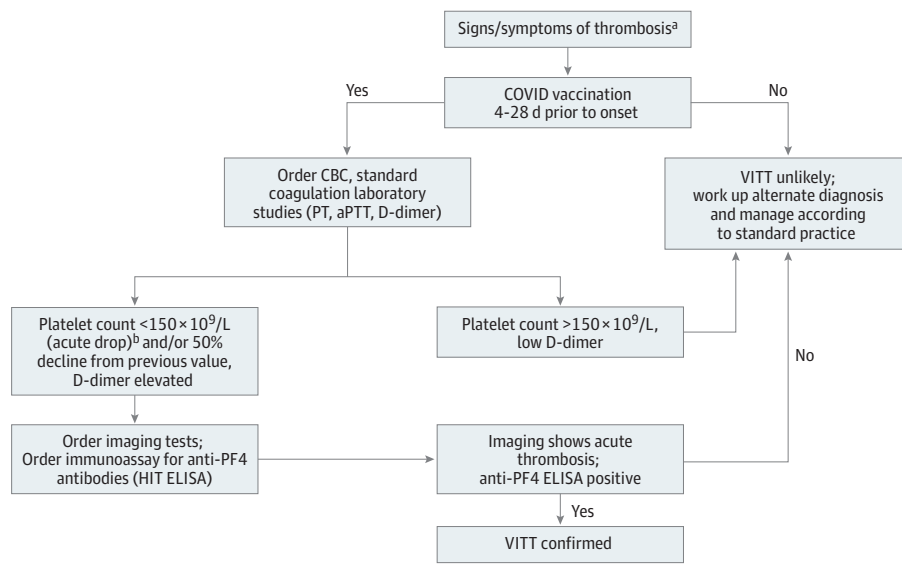 Signs/symptoms of thrombosisᵃ
Yes
COVID vaccination
4-28 d prior to onset
No
Order CBC, standard
coagulation laboratory
studies (PT, aPTT, D-dimer)
VITT unlikely;
work up alternate diagnosis
and manage according
to standard practice
Platelet count <150×10⁹/L
(acute drop)ᵇ and/or 50%
decline from previous value,
D-dimer elevated
Platelet count >150×10⁹/L,
low D-dimer
No
Order imaging tests;
Order immunoassay for anti-PF4
antibodies (HIT ELISA)
Imaging shows acute
thrombosis;
anti-PF4 ELISA positive
Yes
VITT confirmed